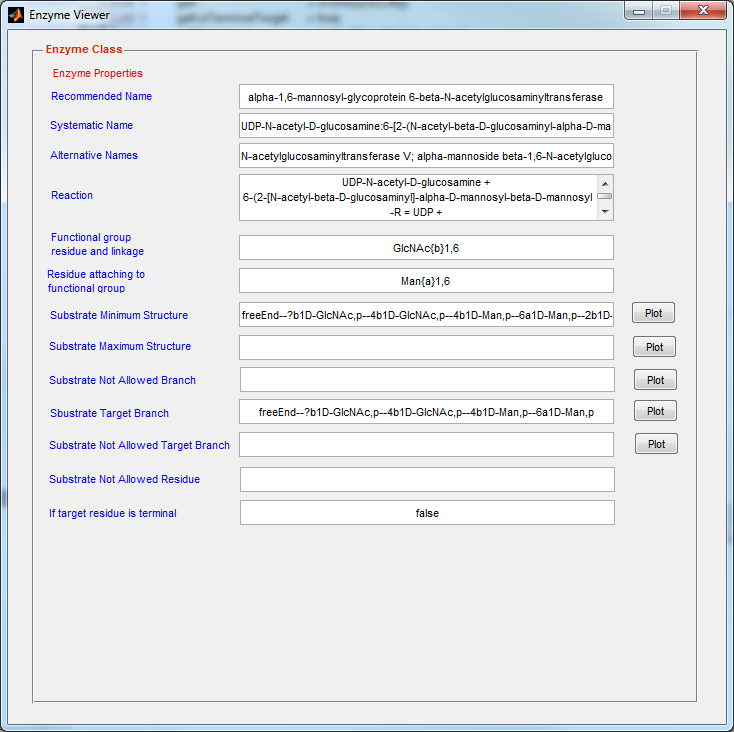 Enzyme Viewer
Enzyme Class
Enzyme Properties
Recommended Name
alpha-1,6-mannosyl-glycoprotein 6-beta-N-acetylglucosaminyltransferase
Systematic Name
UDP-N-acetyl-D-glucosamine:6-[2-(N-acetyl-beta-D-glucosaminyl-alpha-D-ma
Alternative Names
N-acetylglucosaminyltransferase V; alpha-mannoside beta-1,6-N-acetylgluco
Reaction
UDP-N-acetyl-D-glucosamine +
6-(2-[N-acetyl-beta-D-glucosaminyl]-alpha-D-mannosyl-beta-D-mannosyl
-R = UDP +
Functional group
residue and linkage
GlcNAc{b}1,6
Residue attaching to
functional group
Man{a}1,6
Substrate Minimum Structure
freeEnd--?b1D-GlcNAc,p--4b1D-GlcNAc,p--4b1D-Man,p--6a1D-Man,p--2b1D-
Plot
Substrate Maximum Structure
Plot
Substrate Not Allowed Branch
Plot
Sbustrate Target Branch
freeEnd--?b1D-GlcNAc,p--4b1D-GlcNAc,p--4b1D-Man,p--6a1D-Man,p
Plot
Substrate Not Allowed Target Branch
Plot
Substrate Not Allowed Residue
If target residue is terminal
false